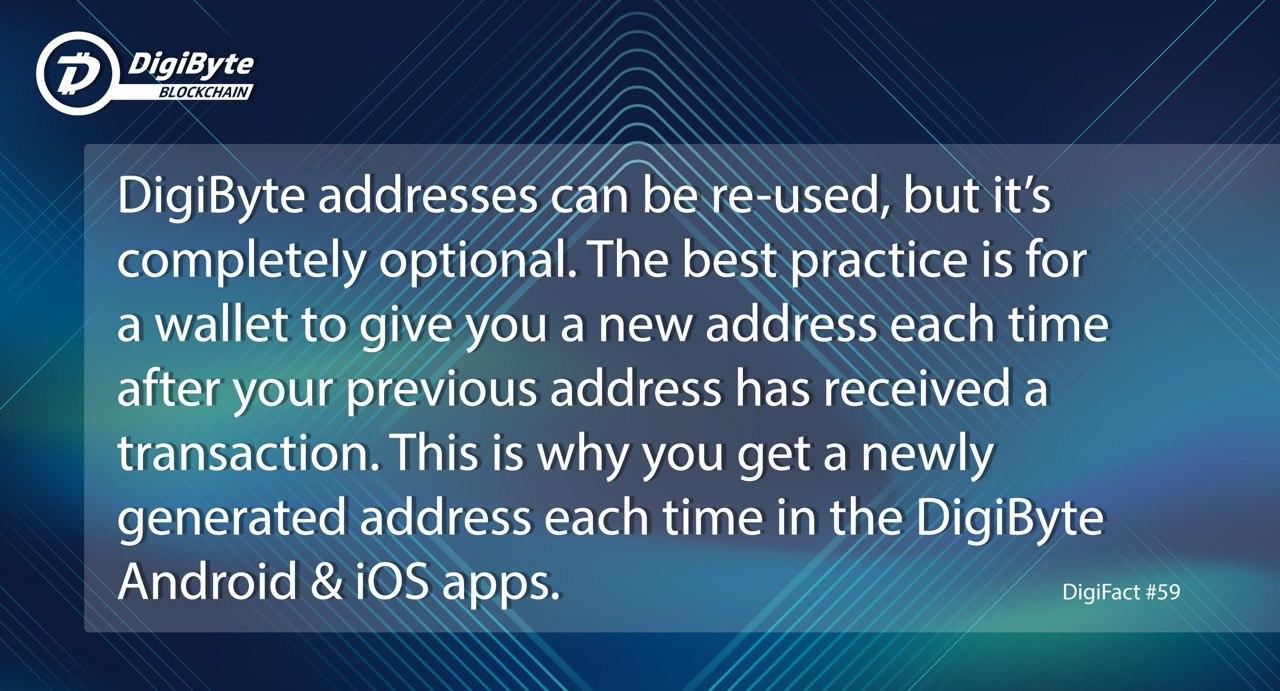 DigiByte
BLOCKCHAIN
DigiByte addresses can be re-used, but it’s
completely optional. The best practice is for
a wallet to give you a new address each time
after your previous address has received a
transaction. This is why you get a newly
generated address each time in the DigiByte
Android & iOS apps.
DigiFact #59